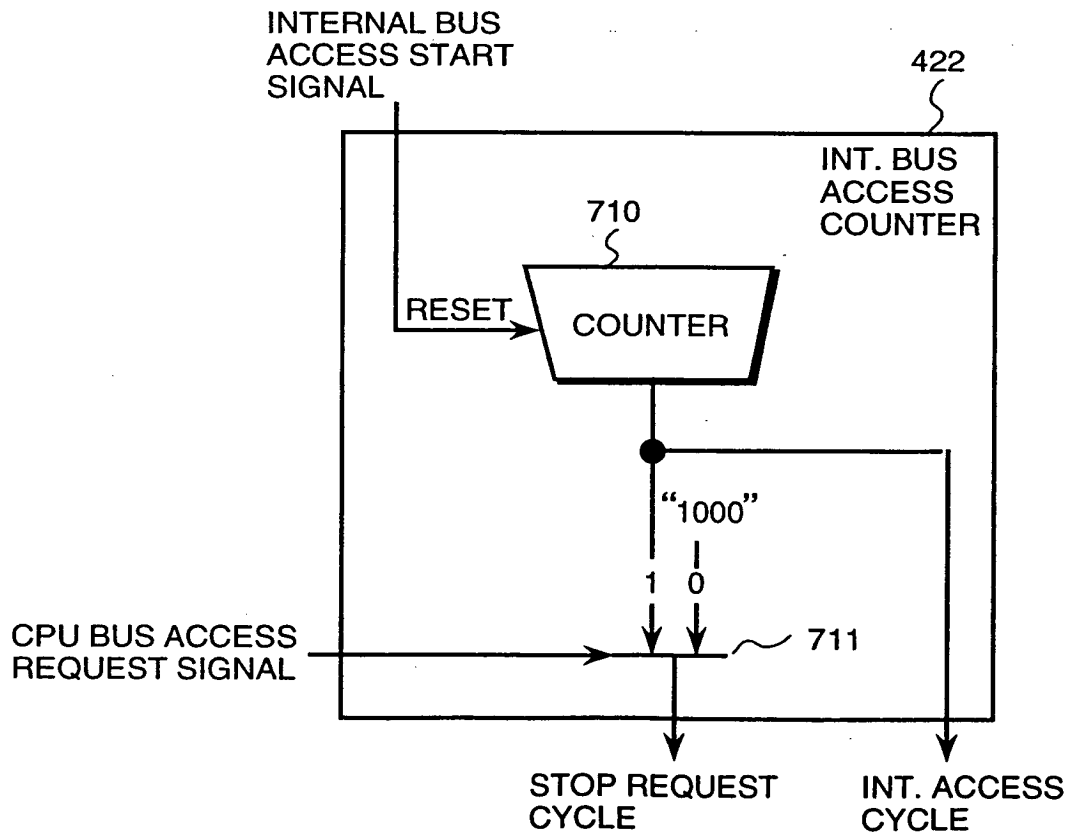 INTERNAL BUS
ACCESS START
SIGNAL
422
INT. BUS
ACCESS
COUNTER
710
RESET
COUNTER
“1000”
1 0
CPU BUS ACCESS
REQUEST SIGNAL
711
STOP REQUEST
CYCLE
INT. ACCESS
CYCLE